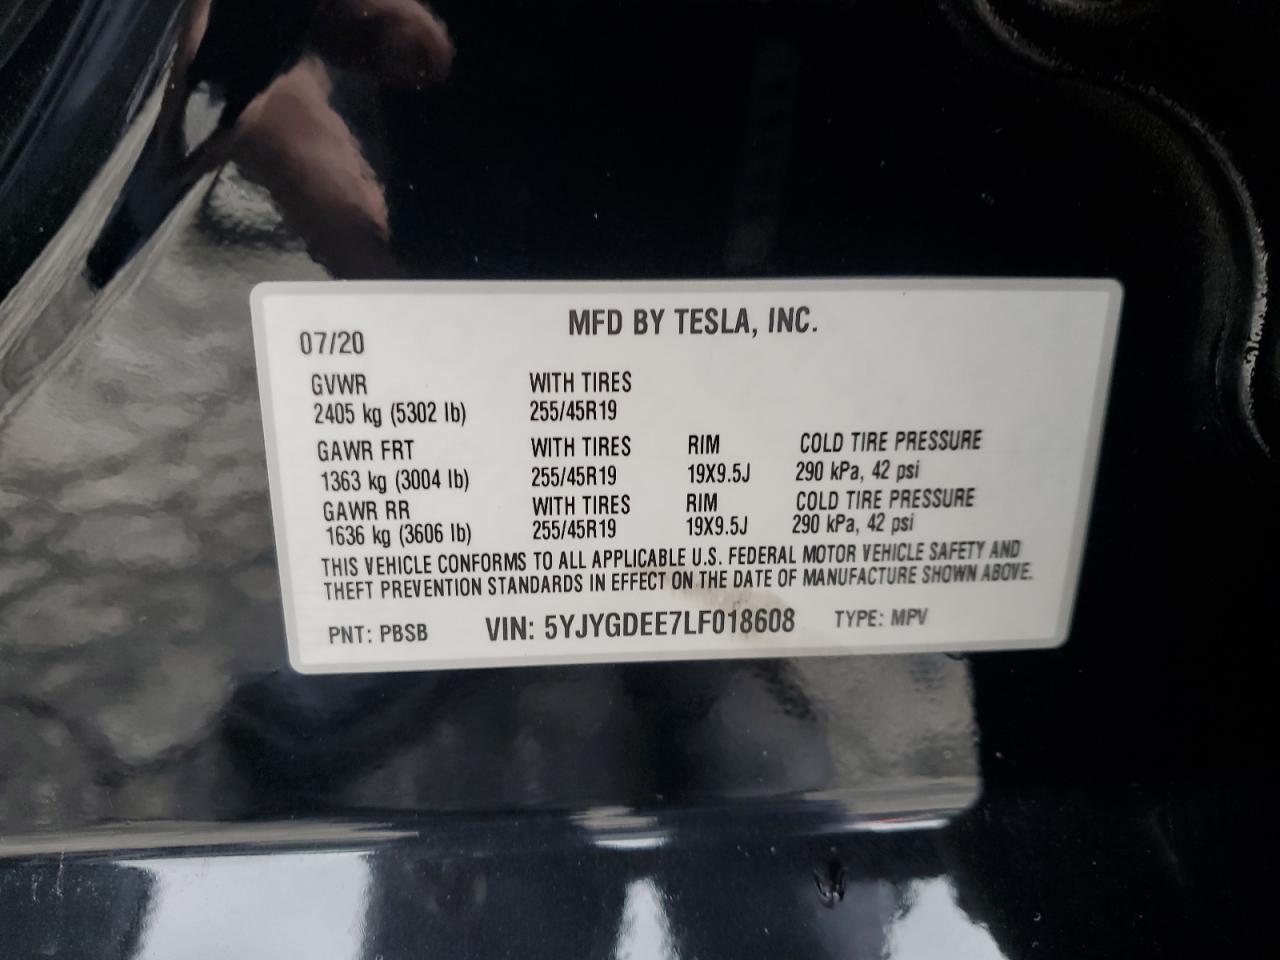 MFD BY TESLA, INC.
07/20
GVWR WITH TIRES
2405 kg (5302 lb) 255/45R19
GAWR FRT WITH TIRES RIM COLD TIRE PRESSURE
1363 kg (3004 lb) 255/45R19 19X9.5J 290 kPa, 42 psi
GAWR RR WITH TIRES RIM COLD TIRE PRESSURE
1636 kg (3606 lb) 255/45R19 19X9.5J 290 kPa, 42 psi
THIS VEHICLE CONFORMS TO ALL APPLICABLE U.S. FEDERAL MOTOR VEHICLE SAFETY AND
THEFT PREVENTION STANDARDS IN EFFECT ON THE DATE OF MANUFACTURE SHOWN ABOVE.
PNT: PBSB VIN: 5YJYGDEE7LF018608 TYPE: MPV